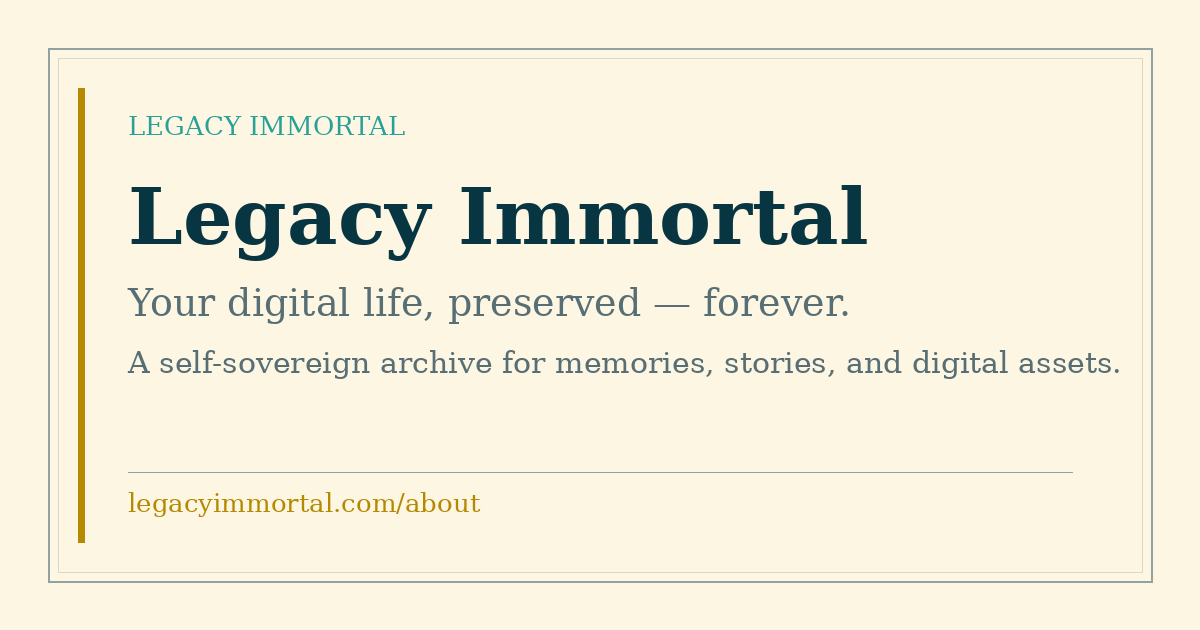 LEGACY IMMORTAL
Legacy Immortal
Your digital life, preserved — forever.
A self-sovereign archive for memories, stories, and digital assets.
legacyimmortal.com/about